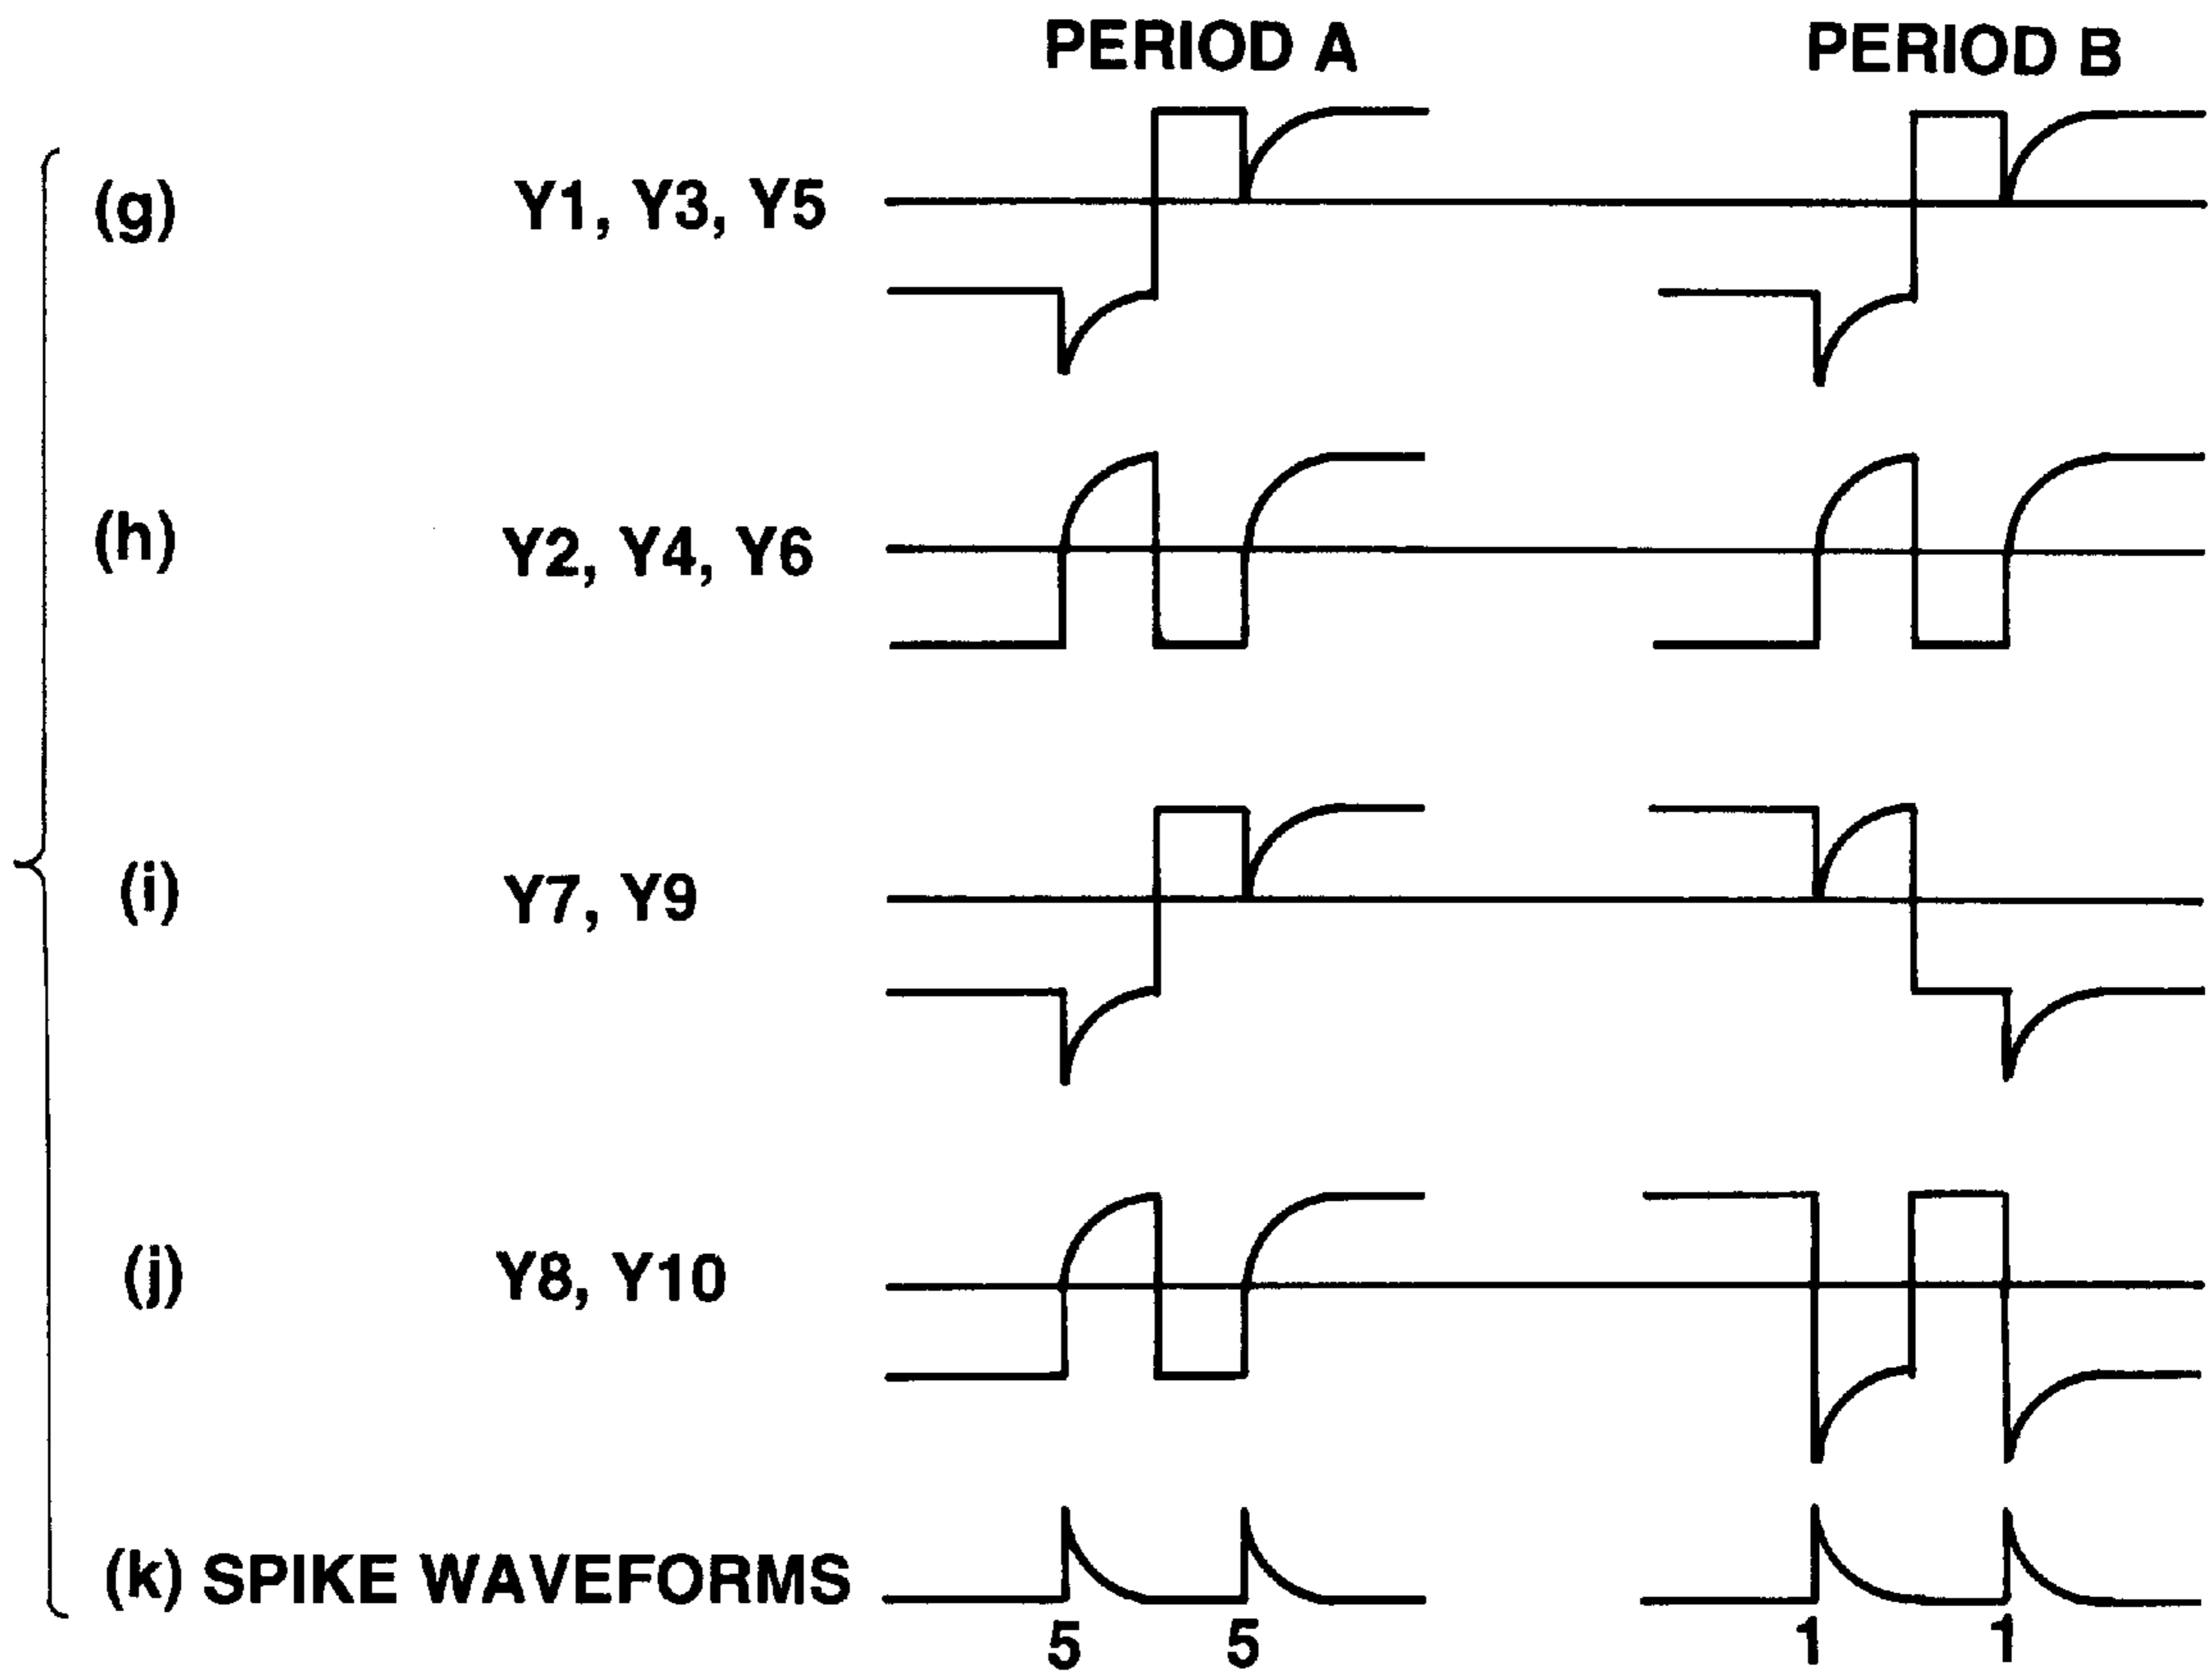 PERIOD A PERIOD B
(g) Y1, Y3, Y5
(h) Y2, Y4, Y6
(i) Y7, Y9
(j) Y8, Y10
(k) SPIKE WAVEFORMS
5 5 1 1